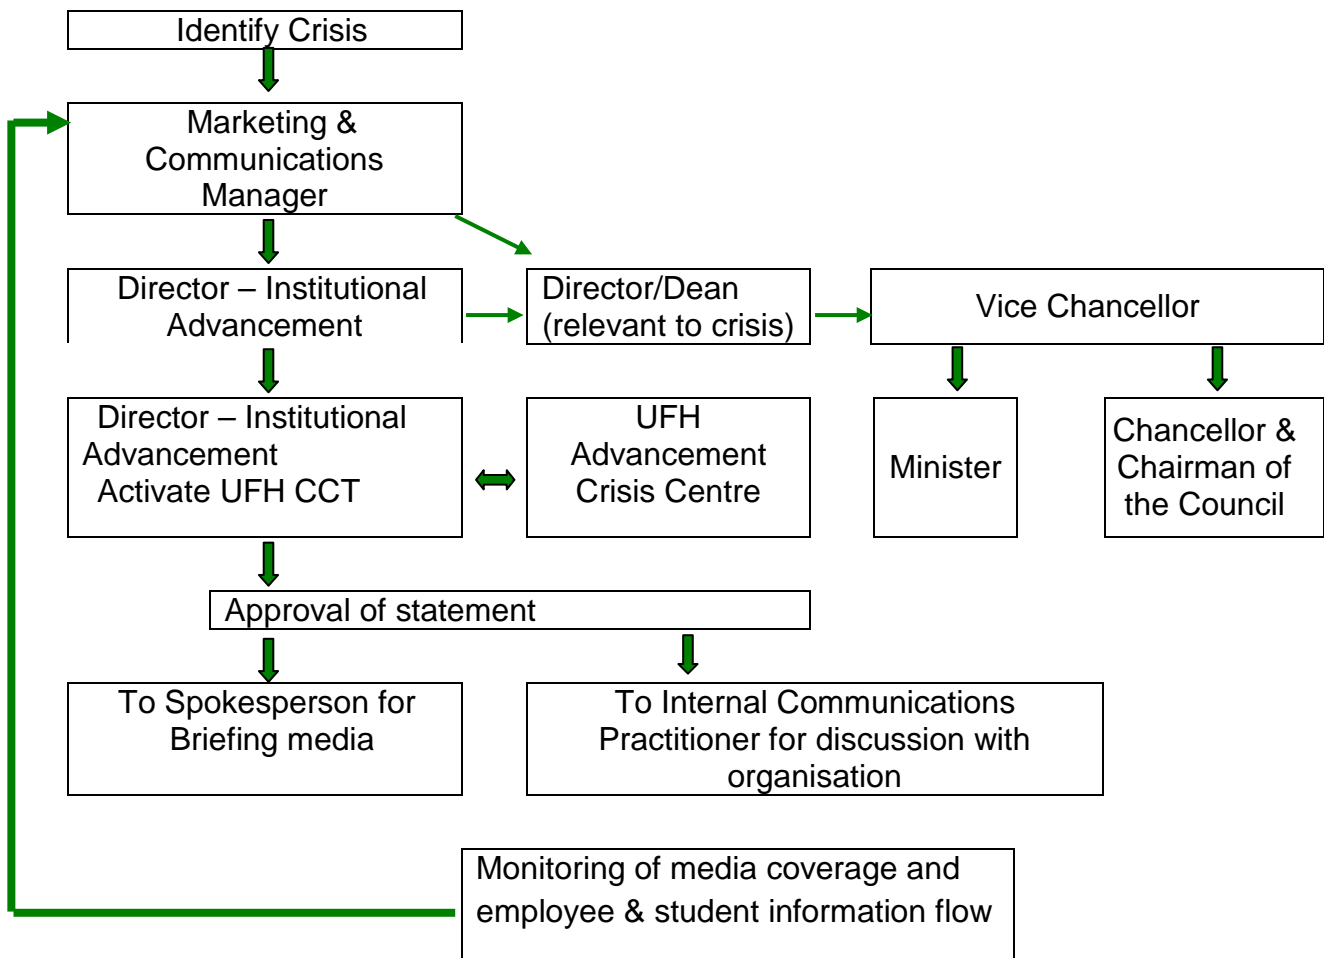 Identify Crisis
Marketing &
Communications
Manager
Director – Institutional
Advancement
Director/Dean
(relevant to crisis)
Vice Chancellor
Director – Institutional
Advancement
Activate UFH CCT
UFH
Advancement
Crisis Centre
Minister
Chancellor &
Chairman of
the Council
Approval of statement
To Spokesperson for
Briefing media
To Internal Communications
Practitioner for discussion with
organisation
Monitoring of media coverage and
employee & student information flow